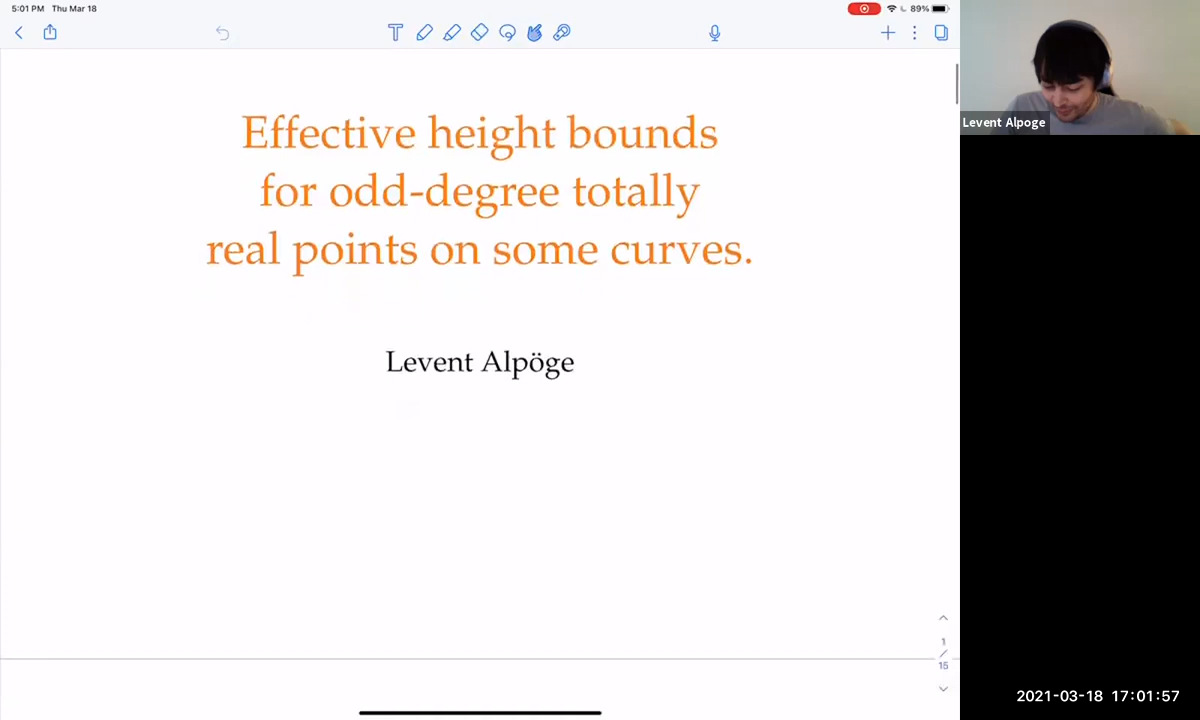 5:01 PM Thu Mar 18
89%
Effective height bounds
for odd-degree totally
real points on some curves.
Levent Alpöge
1
/
15
Levent Alpoge
2021-03-18 17:01:57